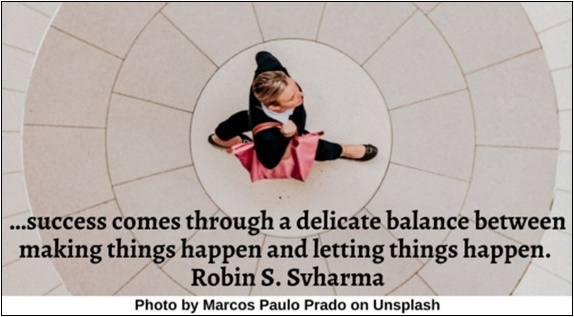 ...success comes through a delicate balance between
making things happen and letting things happen.
Robin S. Svharma
Photo by Marcos Paulo Prado on Unsplash